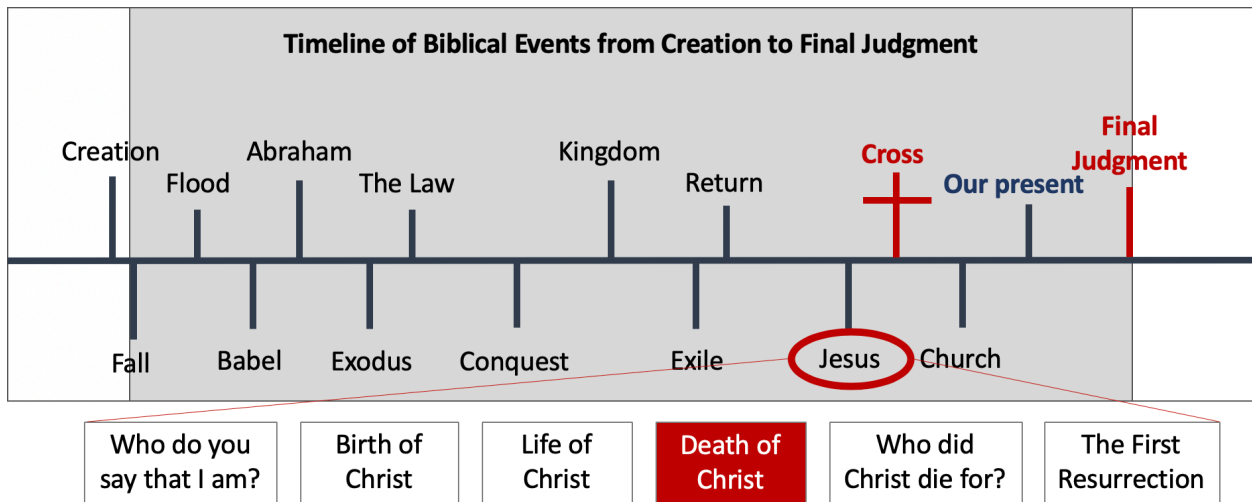 Timeline of Biblical Events from Creation to Final Judgment
Creation
Flood
Abraham
The Law
Kingdom
Return
Cross
Our present
Final
Judgment
Fall
Babel
Exodus
Conquest
Exile
Jesus
Church
Who do you
say that I am?
Birth of
Christ
Life of
Christ
Death of
Christ
Who did
Christ die for?
The First
Resurrection